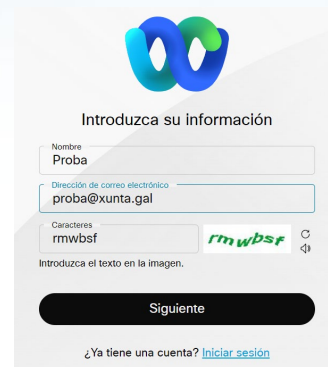 Introduzca su información
Nombre
Proba
Dirección de correo electrónico
proba@xunta.gal
Caracteres
rmwbsf
rmwbsf
Introduzca el texto en la imagen.
Siguiente
¿Ya tiene una cuenta? Iniciar sesión